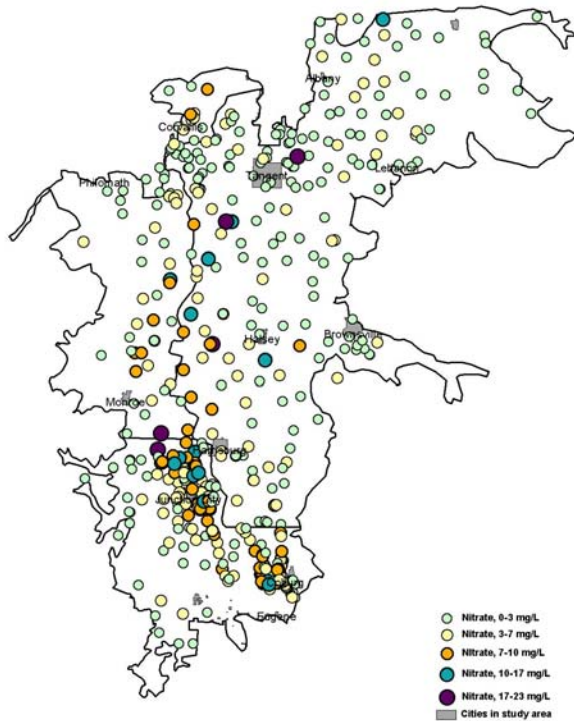 Albany
Corvallis
Tangent
Lebanon
Philomath
Halsey
Brownsville
Monroe
Harrisburg
Junction City
Coburg
Eugene
Nitrate, 0-3 mg/L
Nitrate, 3-7 mg/L
NItrate, 7-10 mg/L
Nitrate, 10-17 mg/L
Nitrate, 17-23 mg/L
Cities in study area